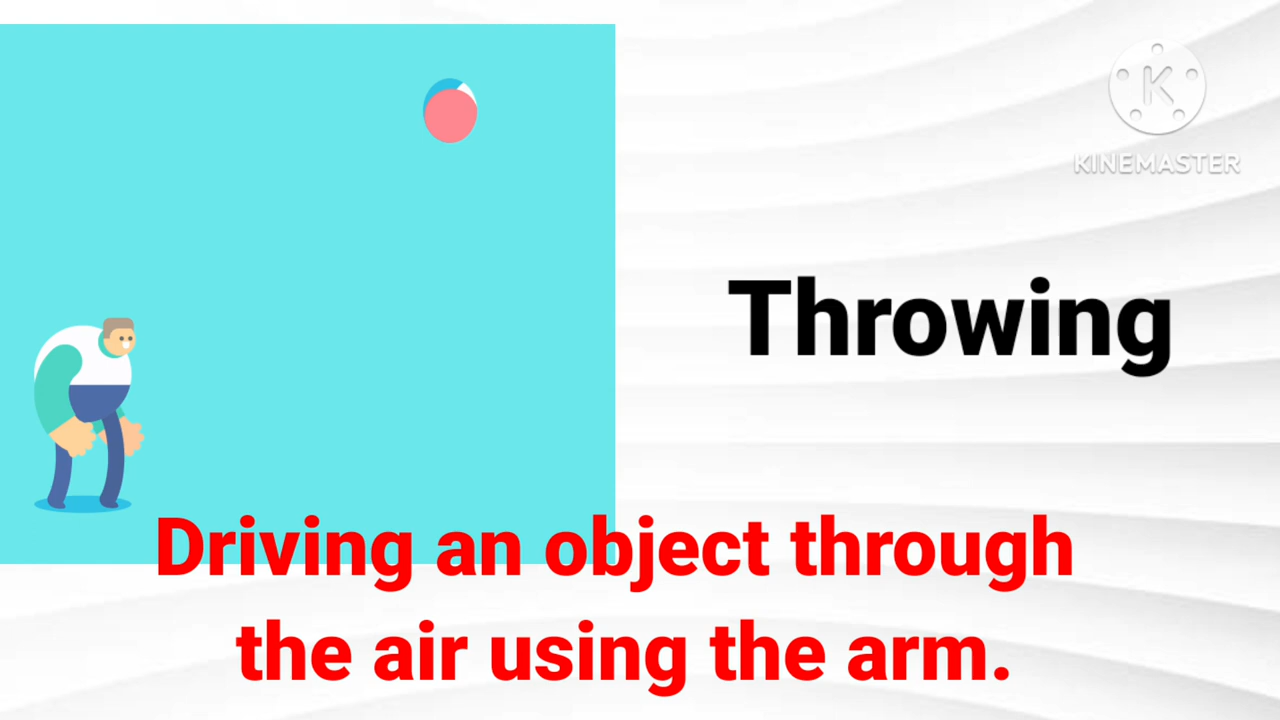 K
KINEMASTER
Throwing
Driving an object through
the air using the arm.